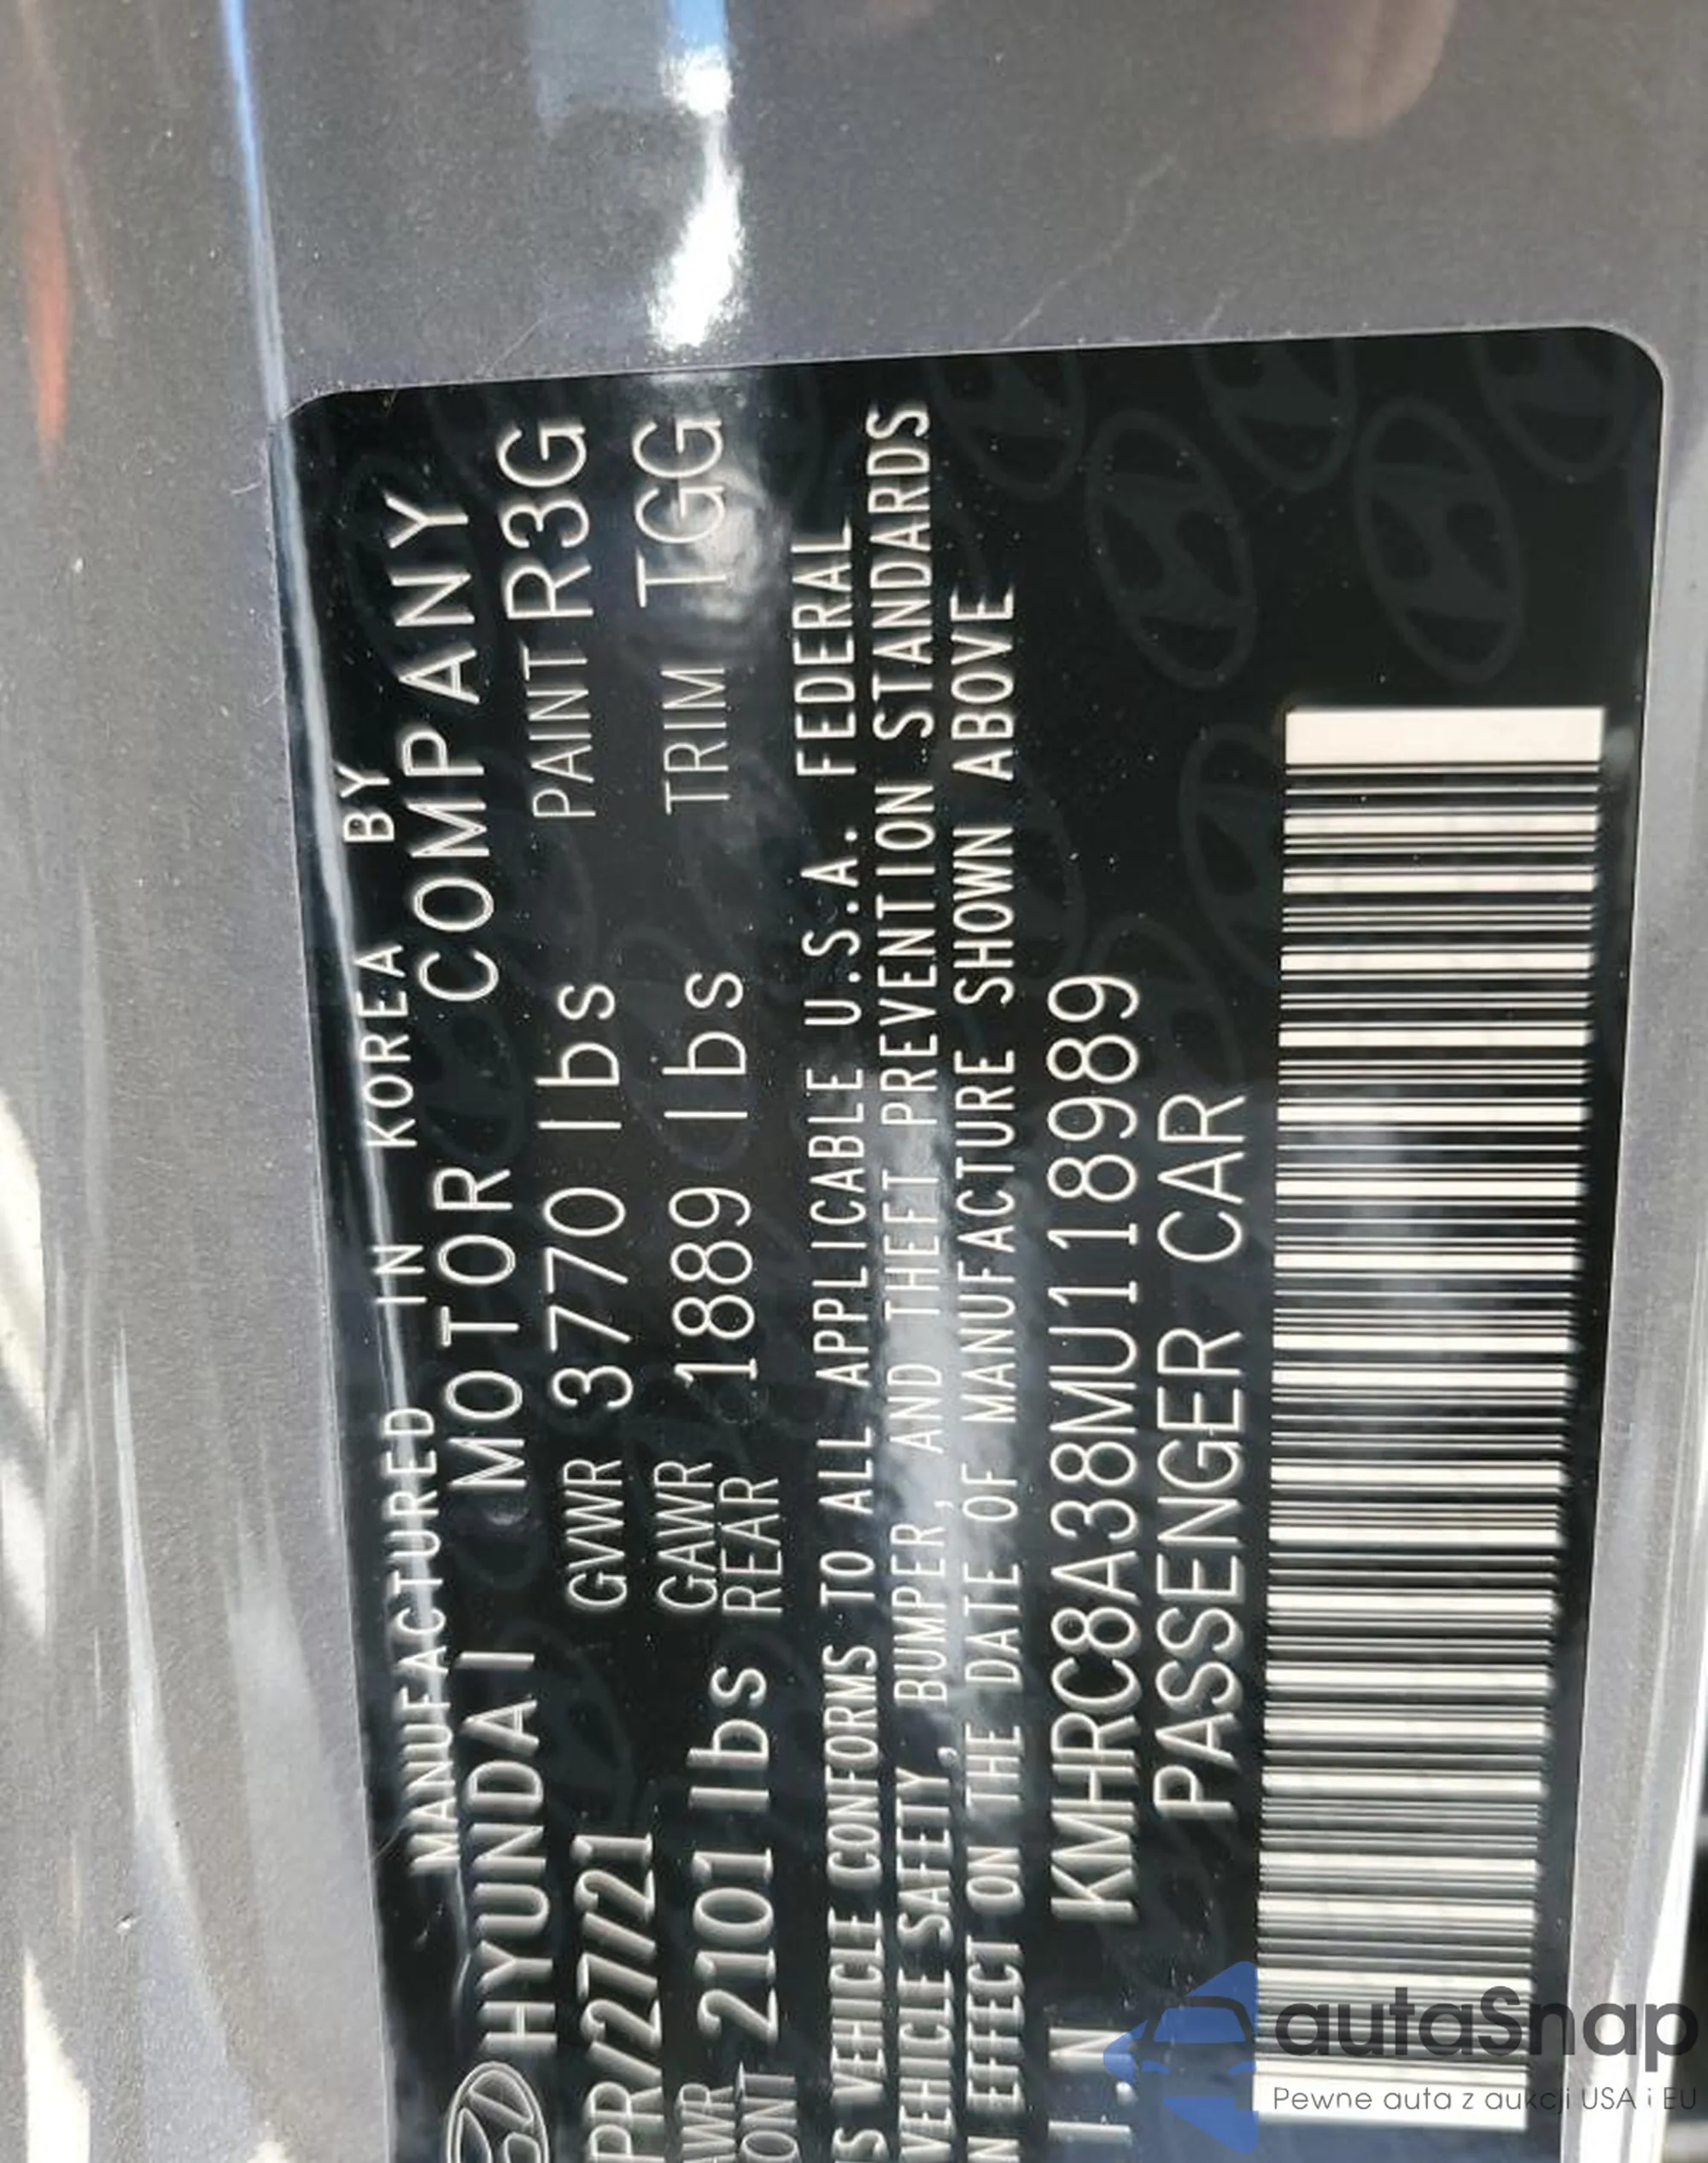 MANUFACTURED IN KOREA BY
HYUNDAI MOTOR COMPANY
PR/27/21 GVWR 3770 lbs PAINT R3G
2101 lbs GAWR REAR 1889 lbs TRIM TGG
VEHICLE CONFORMS TO ALL APPLICABLE U.S.A. FEDERAL
VEHICLE SAFETY, BUMPER, AND THEFT PREVENTION STANDARDS
EFFECT ON THE DATE OF MANUFACTURE SHOWN ABOVE
I.N KMHRC8A38MU118989
PASSENGER CAR
autaSnap
Pewne auta z aukcji USA i EU